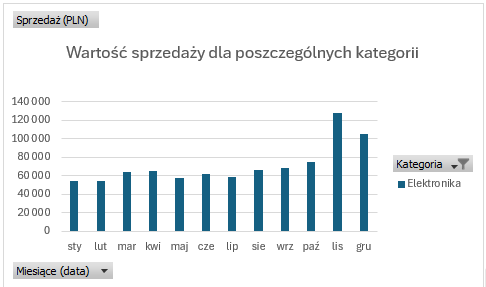 Sprzedaż (PLN)
Wartość sprzedaży dla poszczególnych kategorii
140 000
120 000
100 000
80 000
60 000
40 000
20 000
0
sty lut mar kwi maj cze lip sie wrz paź lis gru
Kategoria
Elektronika
Miesiące (data)